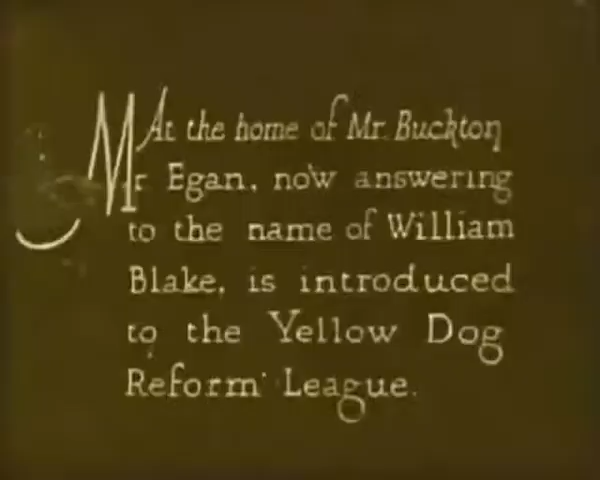 At the home of Mr. Buckton
Mr Egan, now answering
to the name of William
Blake, is introduced
to the Yellow Dog
Reform League.